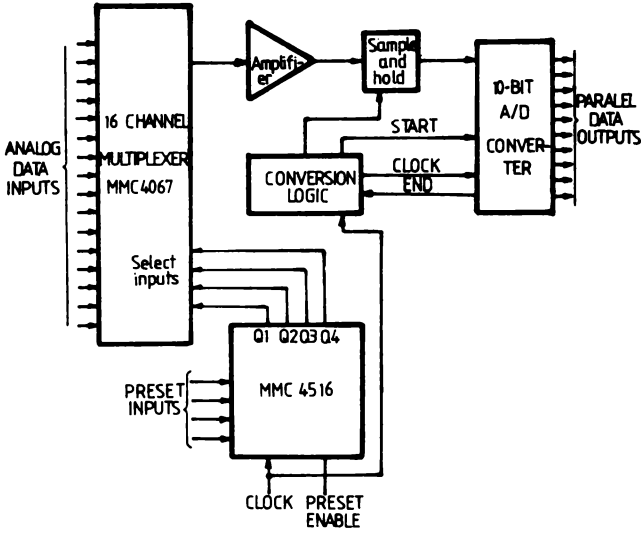 ANALOG
DATA
INPUTS
16 CHANNEL
MULTIPLEXER
MMC4067
Select
inputs
Amplifi-
er
Sample
and
hold
10-BIT
A/D
CONVER-
TER
PARALEL
DATA
OUTPUTS
START
CLOCK
END
CONVERSION
LOGIC
Q1 Q2 Q3 Q4
MMC 4516
PRESET
INPUTS
CLOCK
PRESET
ENABLE